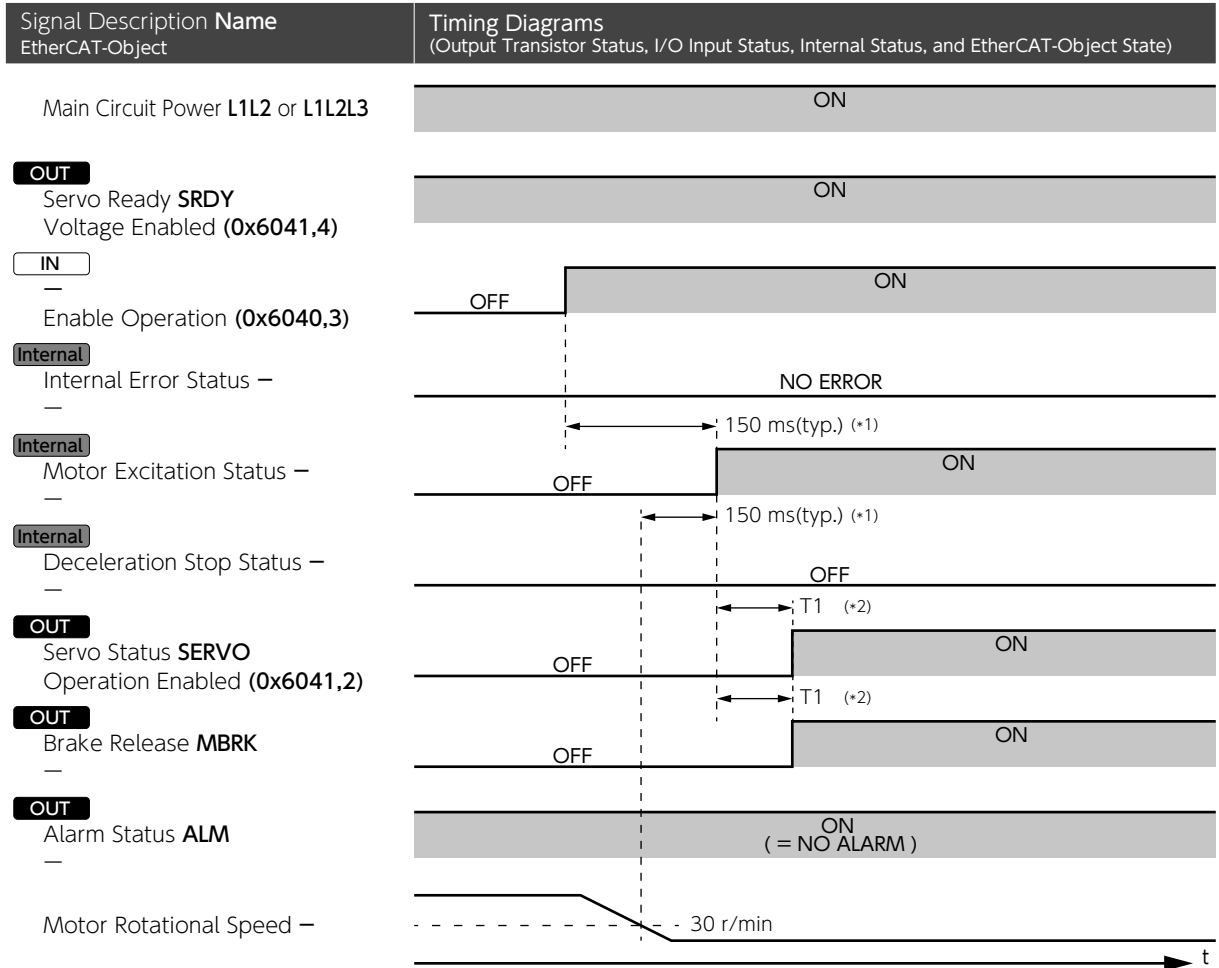 Signal Description Name
EtherCAT-Object
Timing Diagrams
(Output Transistor Status, I/O Input Status, Internal Status, and EtherCAT-Object State)
Main Circuit Power L1L2 or L1L2L3
ON
OUT
Servo Ready SRDY
Voltage Enabled (0x6041,4)
ON
IN
—
Enable Operation (0x6040,3)
OFF
ON
Internal
Internal Error Status —
—
NO ERROR
150 ms(typ.) (*1)
Internal
Motor Excitation Status —
—
OFF
ON
150 ms(typ.) (*1)
Internal
Deceleration Stop Status —
—
OFF
T1 (*2)
OUT
Servo Status SERVO
Operation Enabled (0x6041,2)
OFF
ON
T1 (*2)
OUT
Brake Release MBRK
—
OFF
ON
OUT
Alarm Status ALM
—
ON
( = NO ALARM )
Motor Rotational Speed —
30 r/min
t